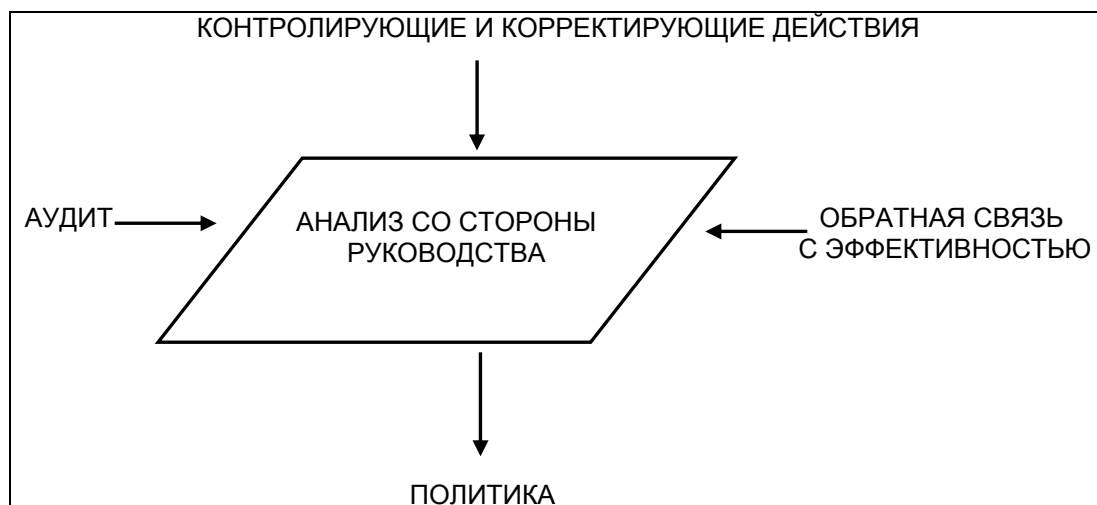 КОНТРОЛИРУЮЩИЕ И КОРРЕКТИРУЮЩИЕ ДЕЙСТВИЯ
АУДИТ
АНАЛИЗ СО СТОРОНЫ
РУКОВОДСТВА
ОБРАТНАЯ СВЯЗЬ
С ЭФФЕКТИВНОСТЬЮ
ПОЛИТИКА